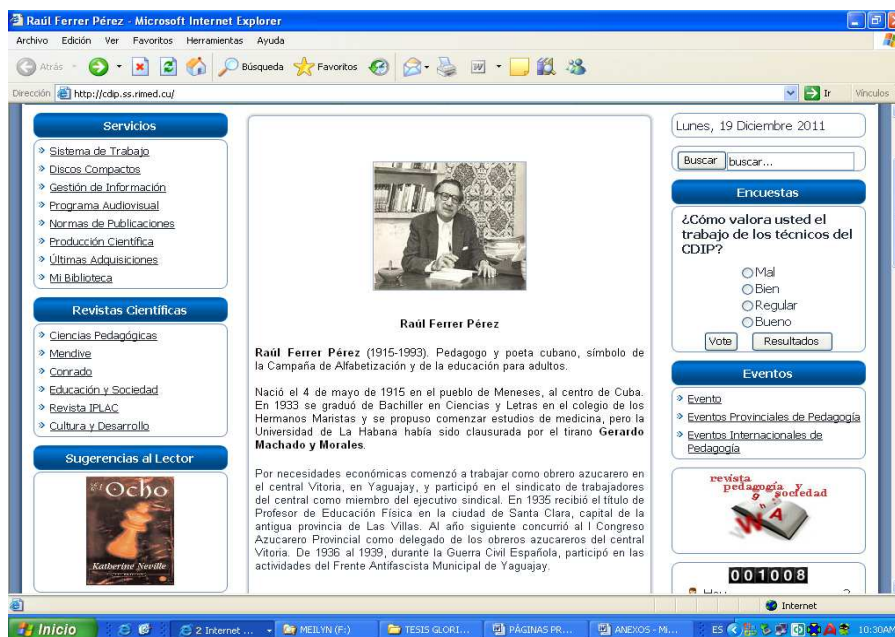 Raúl Ferrer Pérez - Microsoft Internet Explorer
Archivo Edición Ver Favoritos Herramientas Ayuda
Atrás Búsqueda Favoritos
Dirección http://cdip.ss.rimed.cu/ Ir Vínculos
Servicios
Sistema de Trabajo
Discos Compactos
Gestión de Información
Programa Audiovisual
Normas de Publicaciones
Producción Científica
Últimas Adquisiciones
Mi Biblioteca
Revistas Científicas
Ciencias Pedagógicas
Mendive
Conrado
Educación y Sociedad
Revista IPLAC
Cultura y Desarrollo
Sugerencias al Lector
El Ocho
Katherine Neville
Raúl Ferrer Pérez
Raúl Ferrer Pérez (1915-1993). Pedagogo y poeta cubano, símbolo de
la Campaña de Alfabetización y de la educación para adultos.
Nació el 4 de mayo de 1915 en el pueblo de Meneses, al centro de Cuba.
En 1933 se graduó de Bachiller en Ciencias y Letras en el colegio de los
Hermanos Maristas y se propuso comenzar estudios de medicina, pero la
Universidad de La Habana había sido clausurada por el tirano Gerardo
Machado y Morales.
Por necesidades económicas comenzó a trabajar como obrero azucarero en
el central Vitoria, en Yaguajay, y participó en el sindicato de trabajadores
del central como miembro del ejecutivo sindical. En 1935 recibió el título de
Profesor de Educación Física en la ciudad de Santa Clara, capital de la
antigua provincia de Las Villas. Al año siguiente concurrió al I Congreso
Azucarero Provincial como delegado de los obreros azucareros del central
Vitoria. De 1936 al 1939, durante la Guerra Civil Española, participó en las
actividades del Frente Antifascista Municipal de Yaguajay.
Lunes, 19 Diciembre 2011
Buscar buscar...
Encuestas
¿Cómo valora usted el
trabajo de los técnicos del
CDIP?
Mal
Bien
Regular
Bueno
Vote Resultados
Eventos
Evento
Eventos Provinciales de Pedagogía
Eventos Internacionales de
Pedagogía
revista
pedagogía y
sociedad
001008
Internet
Inicio 2 Internet ... MEILYN (F:) TESIS GLORI... PÁGINAS PR... ANEXOS - Mi... ES 10:30